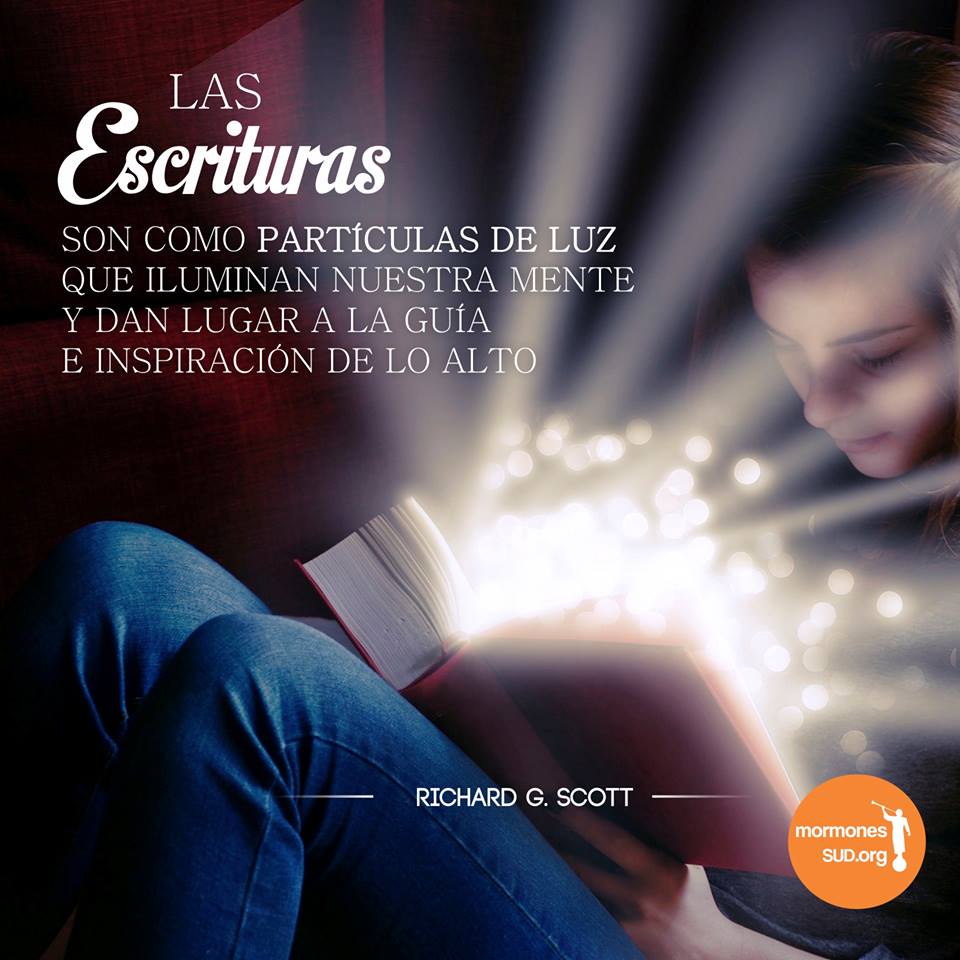 LAS
Escrituras
SON COMO PARTÍCULAS DE LUZ
QUE ILUMINAN NUESTRA MENTE
Y DAN LUGAR A LA GUÍA
E INSPIRACIÓN DE LO ALTO
RICHARD G. SCOTT
mormones
SUD.org